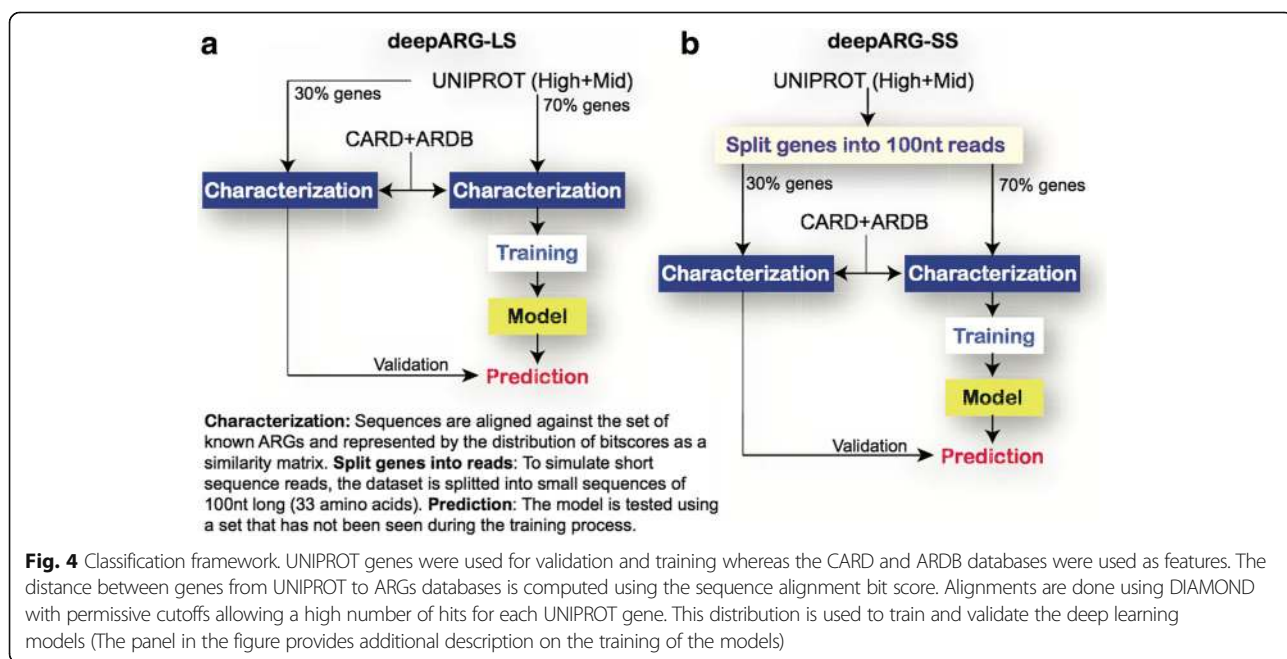 a
deepARG-LS
UNIPROT (High+Mid)
30% genes
70% genes
CARD+ARDB
Characterization
Characterization
Training
Model
Validation
Prediction
Characterization: Sequences are aligned against the set of
known ARGs and represented by the distribution of bitscores as a
similarity matrix. Split genes into reads: To simulate short
sequence reads, the dataset is splitted into small sequences of
100nt long (33 amino acids). Prediction: The model is tested using
a set that has not been seen during the training process.
b
deepARG-SS
UNIPROT (High+Mid)
Split genes into 100nt reads
30% genes
70% genes
CARD+ARDB
Characterization
Characterization
Training
Model
Validation
Prediction
Fig. 4 Classification framework. UNIPROT genes were used for validation and training whereas the CARD and ARDB databases were used as features. The
distance between genes from UNIPROT to ARGs databases is computed using the sequence alignment bit score. Alignments are done using DIAMOND
with permissive cutoffs allowing a high number of hits for each UNIPROT gene. This distribution is used to train and validate the deep learning
models (The panel in the figure provides additional description on the training of the models)